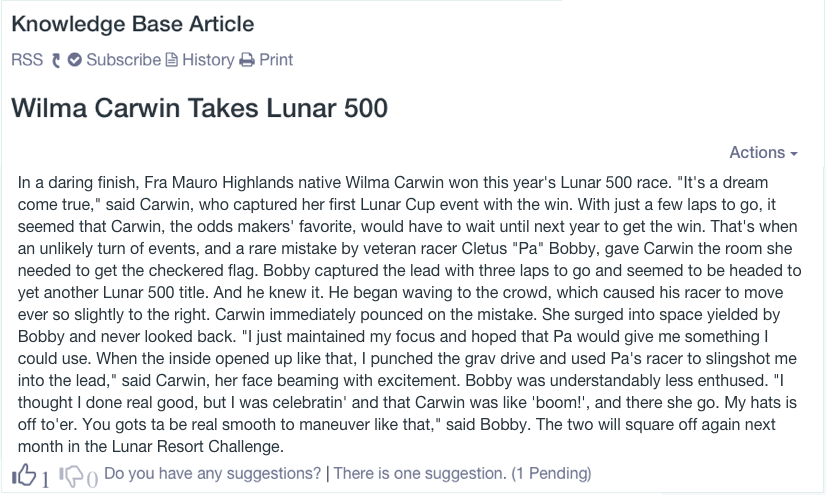 Knowledge Base Article
RSS Subscribe History Print
Wilma Carwin Takes Lunar 500
Actions
In a daring finish, Fra Mauro Highlands native Wilma Carwin won this year's Lunar 500 race. "It's a dream
come true," said Carwin, who captured her first Lunar Cup event with the win. With just a few laps to go, it
seemed that Carwin, the odds makers' favorite, would have to wait until next year to get the win. That's when
an unlikely turn of events, and a rare mistake by veteran racer Cletus "Pa" Bobby, gave Carwin the room she
needed to get the checkered flag. Bobby captured the lead with three laps to go and seemed to be headed to
yet another Lunar 500 title. And he knew it. He began waving to the crowd, which caused his racer to move
ever so slightly to the right. Carwin immediately pounced on the mistake. She surged into space yielded by
Bobby and never looked back. "I just maintained my focus and hoped that Pa would give me something I
could use. When the inside opened up like that, I punched the grav drive and used Pa's racer to slingshot me
into the lead," said Carwin, her face beaming with excitement. Bobby was understandably less enthused. "I
thought I done real good, but I was celebratin' and that Carwin was like 'boom!', and there she go. My hats is
off to'er. You gots ta be real smooth to maneuver like that," said Bobby. The two will square off again next
month in the Lunar Resort Challenge.
1 0 Do you have any suggestions? | There is one suggestion. (1 Pending)